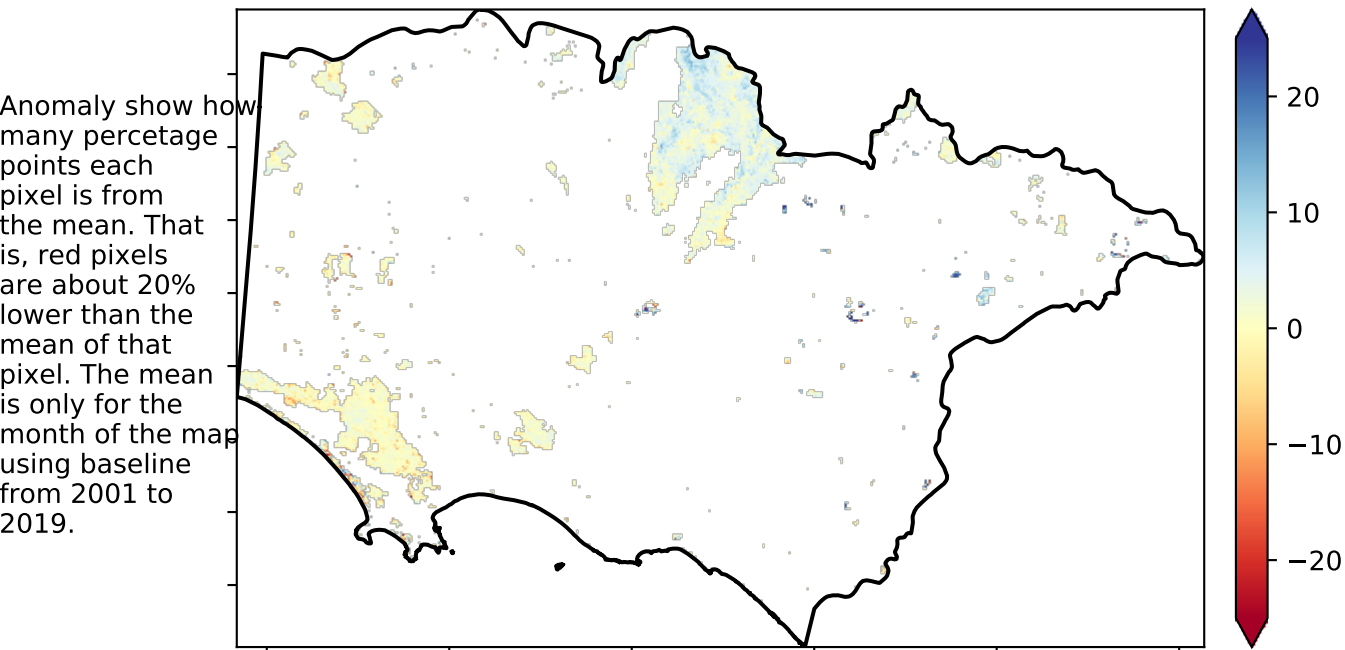 Anomaly show how
many percetage
points each
pixel is from
the mean. That
is, red pixels
are about 20%
lower than the
mean of that
pixel. The mean
is only for the
month of the map
using baseline
from 2001 to
2019.
20
10
0
−10
−20